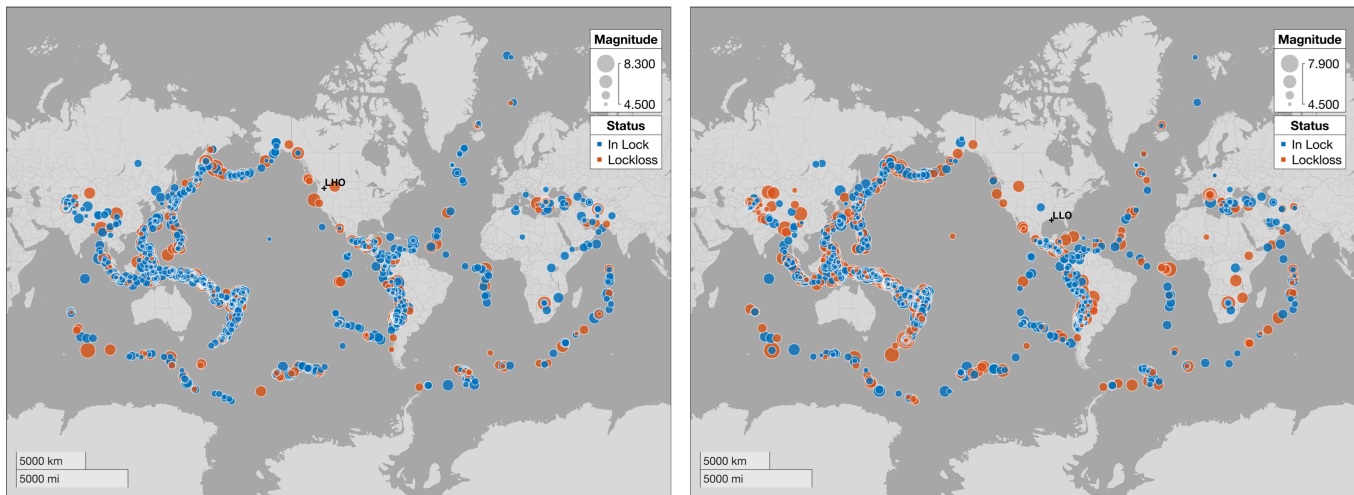 Magnitude
8.300
4.500
Status
In Lock
Lockloss
LHO
5000 km
5000 mi
Magnitude
7.900
4.500
Status
In Lock
Lockloss
LLO
5000 km
5000 mi